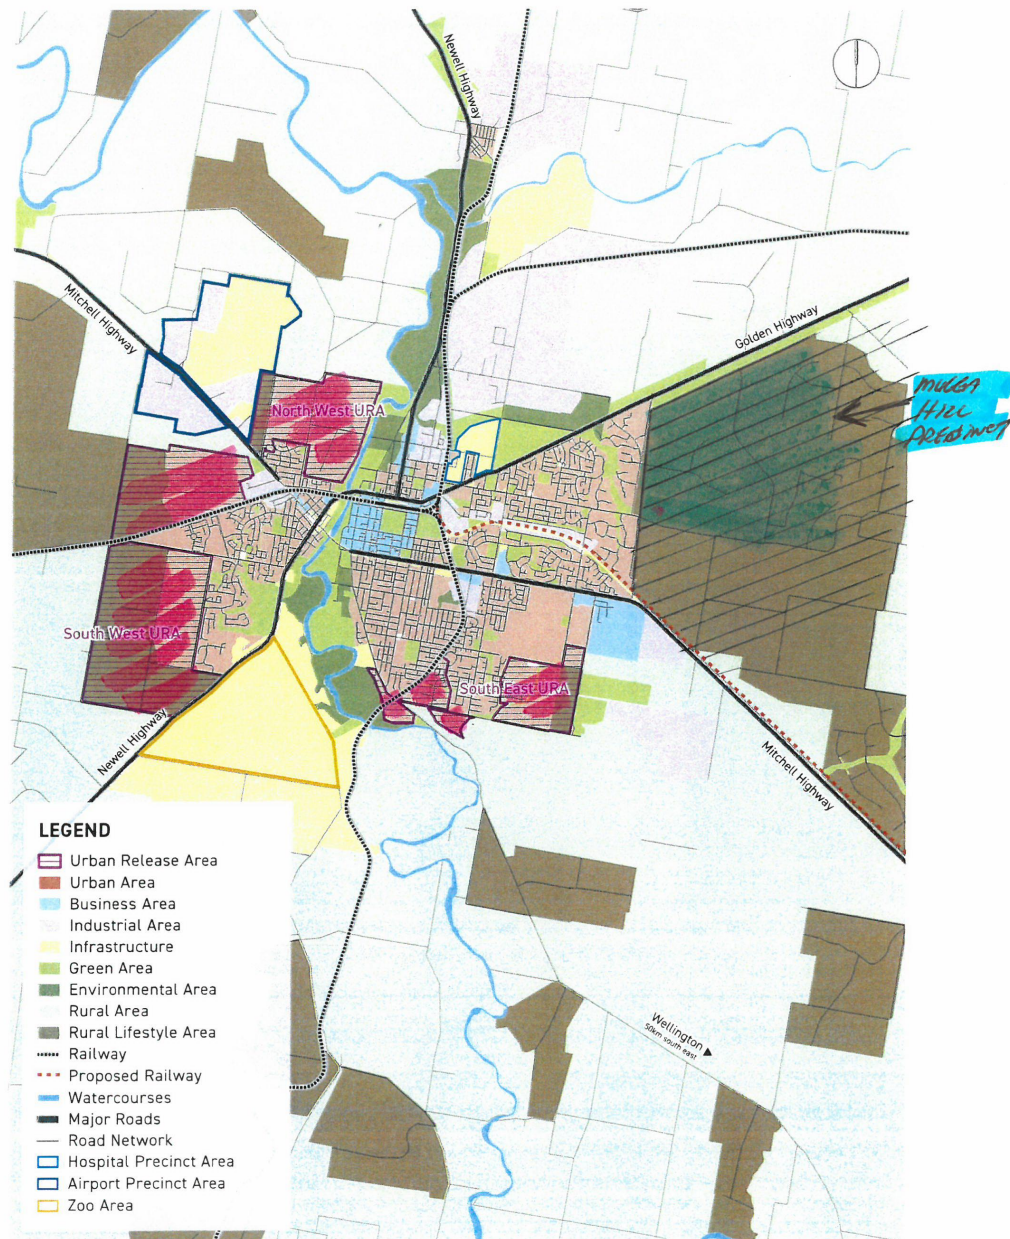 Newell Highway
Mitchell Highway
Golden Highway
MUGGA
HILL
PRECINCT
North West URA
South West URA
South East URA
Newell Highway
Mitchell Highway
LEGEND
Urban Release Area
Urban Area
Business Area
Industrial Area
Infrastructure
Green Area
Environmental Area
Rural Area
Rural Lifestyle Area
Railway
Proposed Railway
Watercourses
Major Roads
Road Network
Hospital Precinct Area
Airport Precinct Area
Zoo Area
Wellington
50km south east